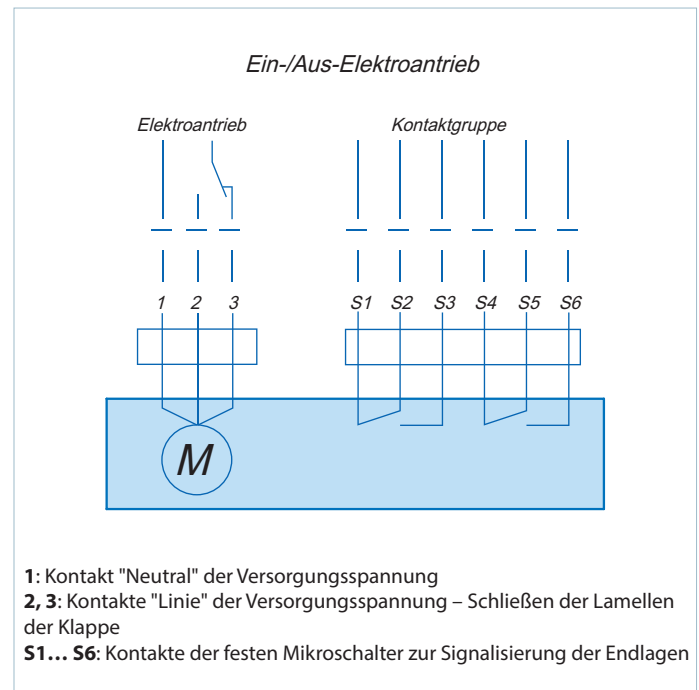 Ein-/Aus-Elektroantrieb
Elektroantrieb Kontaktgruppe
1 2 3 S1 S2 S3 S4 S5 S6
M
1: Kontakt "Neutral" der Versorgungsspannung
2, 3: Kontakte "Linie" der Versorgungsspannung – Schließen der Lamellen
der Klappe
S1... S6: Kontakte der festen Mikroschalter zur Signalisierung der Endlagen